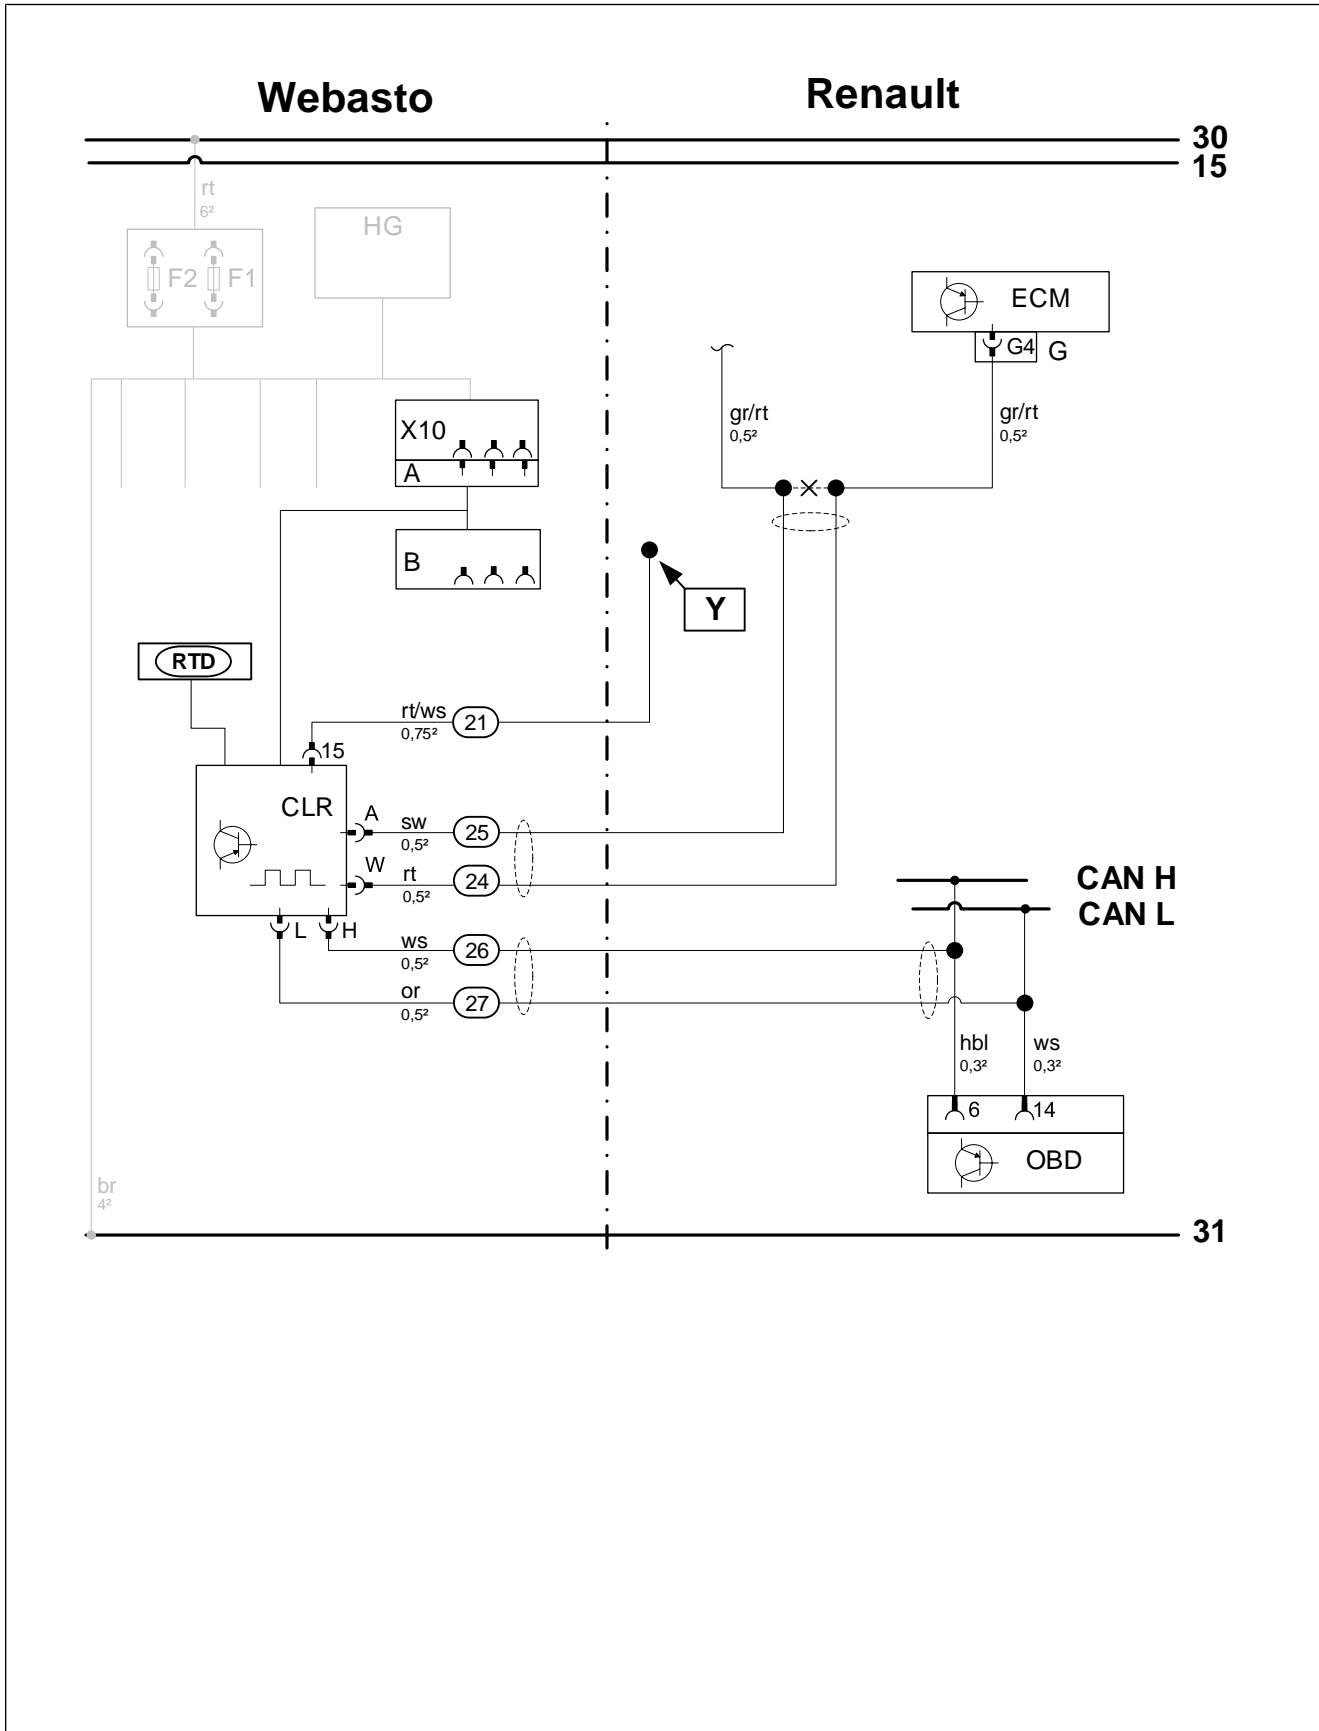 Webasto
Renault
30
15
rt
6²
HG
F2
F1
ECM
G4
G
gr/rt
0,5²
gr/rt
0,5²
X10
A
B
Y
RTD
rt/ws
0,75²
21
15
CLR
A
sw
0,5²
25
W
rt
0,5²
24
CAN H
CAN L
L
H
ws
0,5²
26
or
0,5²
27
hbl
0,3²
ws
0,3²
6
14
OBD
br
4²
31